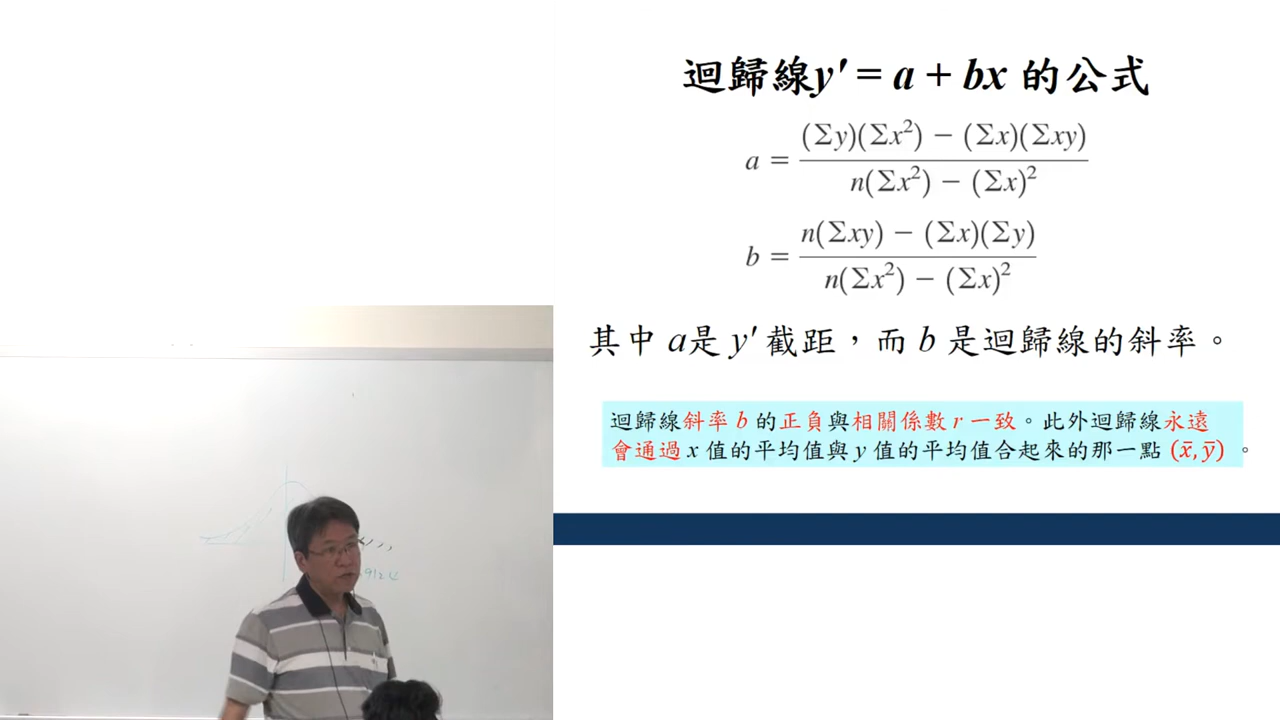 迴歸線y' = a + bx 的公式
a = (Σy)(Σx²) − (Σx)(Σxy) / n(Σx²) − (Σx)²
b = n(Σxy) − (Σx)(Σy) / n(Σx²) − (Σx)²
其中 a是 y' 截距，而 b 是迴歸線的斜率。
迴歸線斜率 b 的正負與相關係數 r 一致。此外迴歸線永遠
會通過 x 值的平均值與 y 值的平均值合起來的那一點 (x̄, ȳ) 。